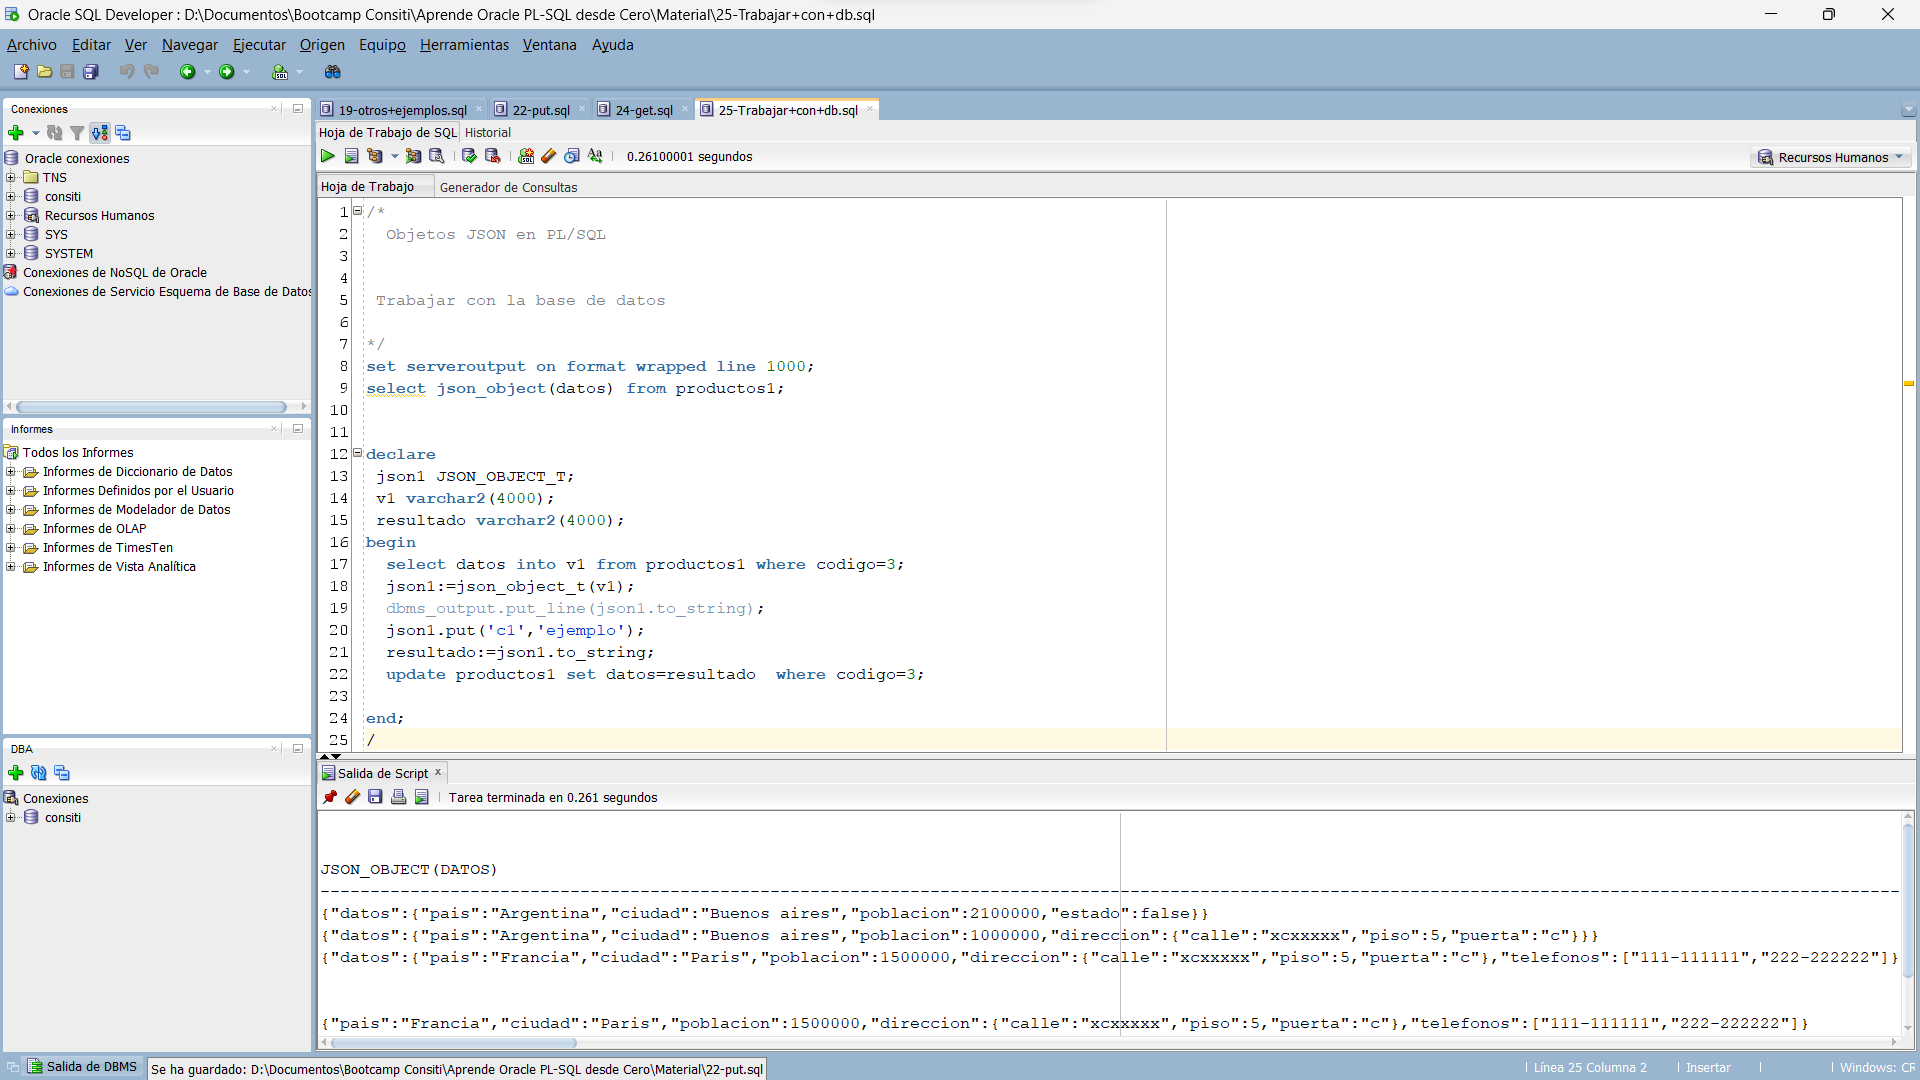 Oracle SQL Developer : D:\Documentos\Bootcamp Consiti\Aprende Oracle PL-SQL desde Cero\Material\25-Trabajar+con+db.sql
Archivo Editar Ver Navegar Ejecutar Origen Equipo Herramientas Ventana Ayuda
Conexiones
Oracle conexiones
TNS
consiti
Recursos Humanos
SYS
SYSTEM
Conexiones de NoSQL de Oracle
Conexiones de Servicio Esquema de Base de Datos
Informes
Todos los Informes
Informes de Diccionario de Datos
Informes Definidos por el Usuario
Informes de Modelador de Datos
Informes de OLAP
Informes de TimesTen
Informes de Vista Analítica
DBA
Conexiones
consiti
19-otros+ejemplos.sql 22-put.sql 24-get.sql 25-Trabajar+con+db.sql
Hoja de Trabajo de SQL Historial
0.26100001 segundos
Recursos Humanos
Hoja de Trabajo Generador de Consultas
1 /*
2 Objetos JSON en PL/SQL
3
4
5 Trabajar con la base de datos
6
7 */
8 set serveroutput on format wrapped line 1000;
9 select json_object(datos) from productos1;
10
11
12 declare
13 json1 JSON_OBJECT_T;
14 v1 varchar2(4000);
15 resultado varchar2(4000);
16 begin
17 select datos into v1 from productos1 where codigo=3;
18 json1:=json_object_t(v1);
19 dbms_output.put_line(json1.to_string);
20 json1.put('c1','ejemplo');
21 resultado:=json1.to_string;
22 update productos1 set datos=resultado  where codigo=3;
23
24 end;
25 /
Salida de Script
Tarea terminada en 0.261 segundos
JSON_OBJECT(DATOS)
{"datos":{"pais":"Argentina","ciudad":"Buenos aires","poblacion":2100000,"estado":false}}
{"datos":{"pais":"Argentina","ciudad":"Buenos aires","poblacion":1000000,"direccion":{"calle":"xcxxxxx","piso":5,"puerta":"c"}}}
{"datos":{"pais":"Francia","ciudad":"Paris","poblacion":1500000,"direccion":{"calle":"xcxxxxx","piso":5,"puerta":"c"},"telefonos":["111-111111","222-222222"]}
{"pais":"Francia","ciudad":"Paris","poblacion":1500000,"direccion":{"calle":"xcxxxxx","piso":5,"puerta":"c"},"telefonos":["111-111111","222-222222"]}
Salida de DBMS
Se ha guardado: D:\Documentos\Bootcamp Consiti\Aprende Oracle PL-SQL desde Cero\Material\22-put.sql
Línea 25 Columna 2 Insertar Windows: CR